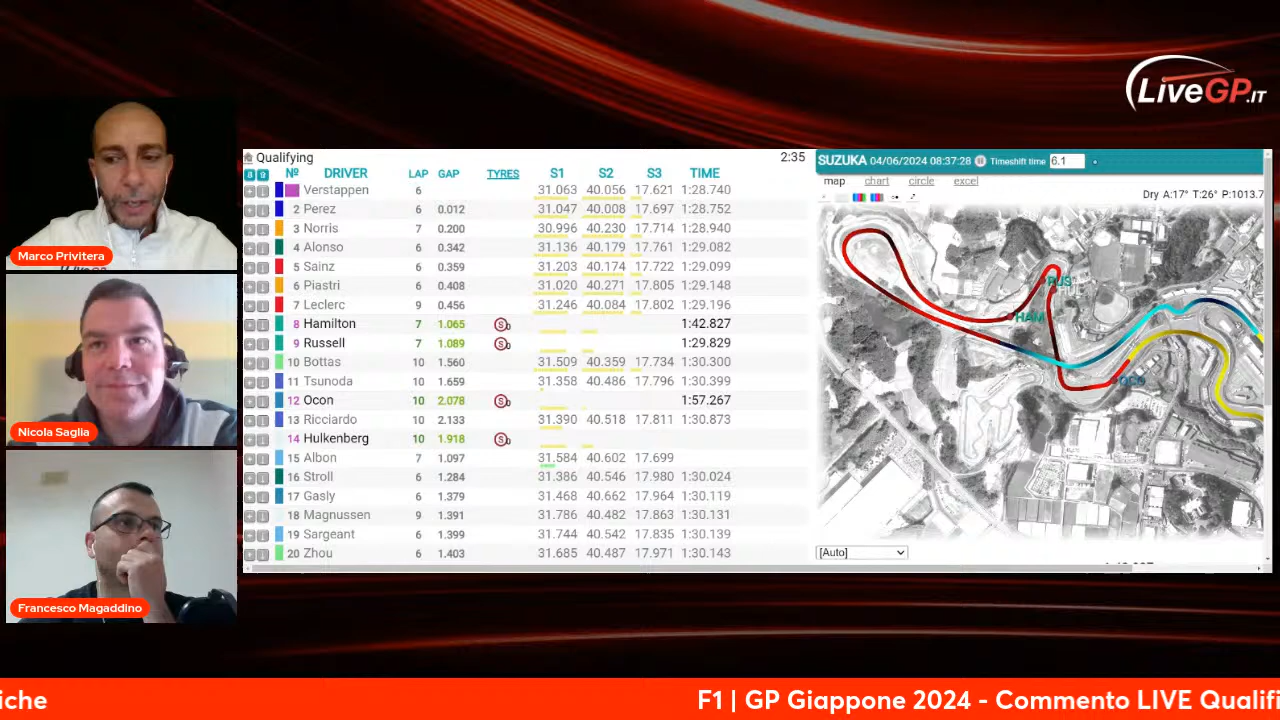 LiveGP.IT
Marco Privitera
Nicola Saglia
Francesco Magaddino
Qualifying 2:35
Nº DRIVER LAP GAP TYRES S1 S2 S3 TIME
Verstappen 6 31.063 40.056 17.621 1:28.740
2 Perez 6 0.012 31.047 40.008 17.697 1:28.752
3 Norris 7 0.200 30.996 40.230 17.714 1:28.940
4 Alonso 6 0.342 31.136 40.179 17.761 1:29.082
5 Sainz 6 0.359 31.203 40.174 17.722 1:29.099
6 Piastri 6 0.408 31.020 40.271 17.805 1:29.148
7 Leclerc 9 0.456 31.246 40.084 17.802 1:29.196
8 Hamilton 7 1.065 S 0 1:42.827
9 Russell 7 1.089 S 0 1:29.829
10 Bottas 10 1.560 31.509 40.359 17.734 1:30.300
11 Tsunoda 10 1.659 31.358 40.486 17.796 1:30.399
12 Ocon 10 2.078 S 0 1:57.267
13 Ricciardo 10 2.133 31.390 40.518 17.811 1:30.873
14 Hulkenberg 10 1.918 S 0
15 Albon 7 1.097 31.584 40.602 17.699
16 Stroll 6 1.284 31.386 40.546 17.980 1:30.024
17 Gasly 6 1.379 31.468 40.662 17.964 1:30.119
18 Magnussen 9 1.391 31.786 40.482 17.863 1:30.131
19 Sargeant 6 1.399 31.744 40.542 17.835 1:30.139
20 Zhou 6 1.403 31.685 40.487 17.971 1:30.143
SUZUKA 04/06/2024 08:37:28 Timeshift time 6.1
map chart circle excel
Dry A:17° T:26° P:1013.7
RUS
HAM
OCO
[Auto]
iche F1 | GP Giappone 2024 - Commento LIVE Qualifi